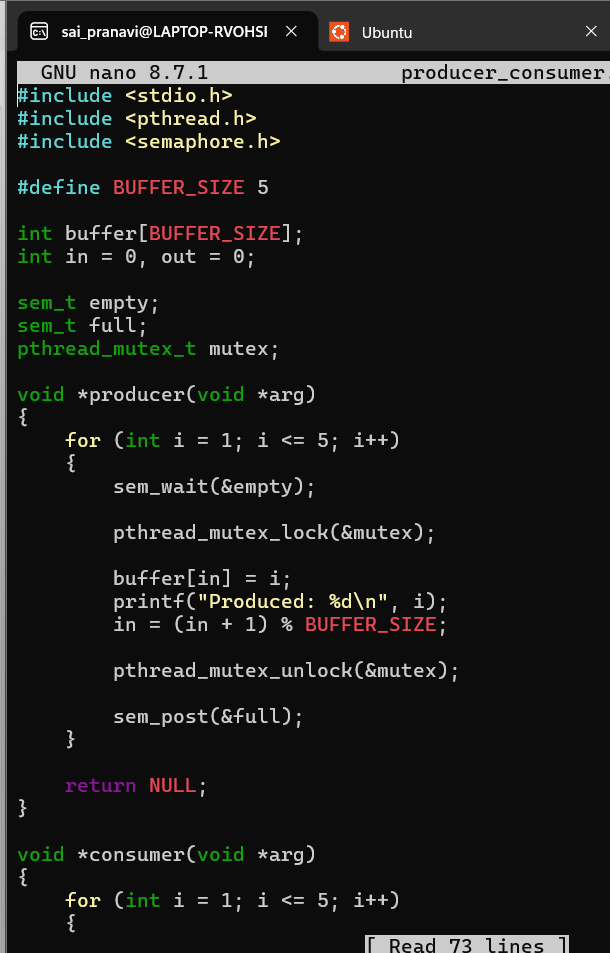 sai_pranavi@LAPTOP-RVOHSI
Ubuntu
GNU nano 8.7.1 producer_consumer.
#include <stdio.h>
#include <pthread.h>
#include <semaphore.h>
#define BUFFER_SIZE 5
int buffer[BUFFER_SIZE];
int in = 0, out = 0;
sem_t empty;
sem_t full;
pthread_mutex_t mutex;
void *producer(void *arg)
{
    for (int i = 1; i <= 5; i++)
    {
        sem_wait(&empty);
        pthread_mutex_lock(&mutex);
        buffer[in] = i;
        printf("Produced: %d\n", i);
        in = (in + 1) % BUFFER_SIZE;
        pthread_mutex_unlock(&mutex);
        sem_post(&full);
    }
    return NULL;
}
void *consumer(void *arg)
{
    for (int i = 1; i <= 5; i++)
    {
[ Read 73 lines ]